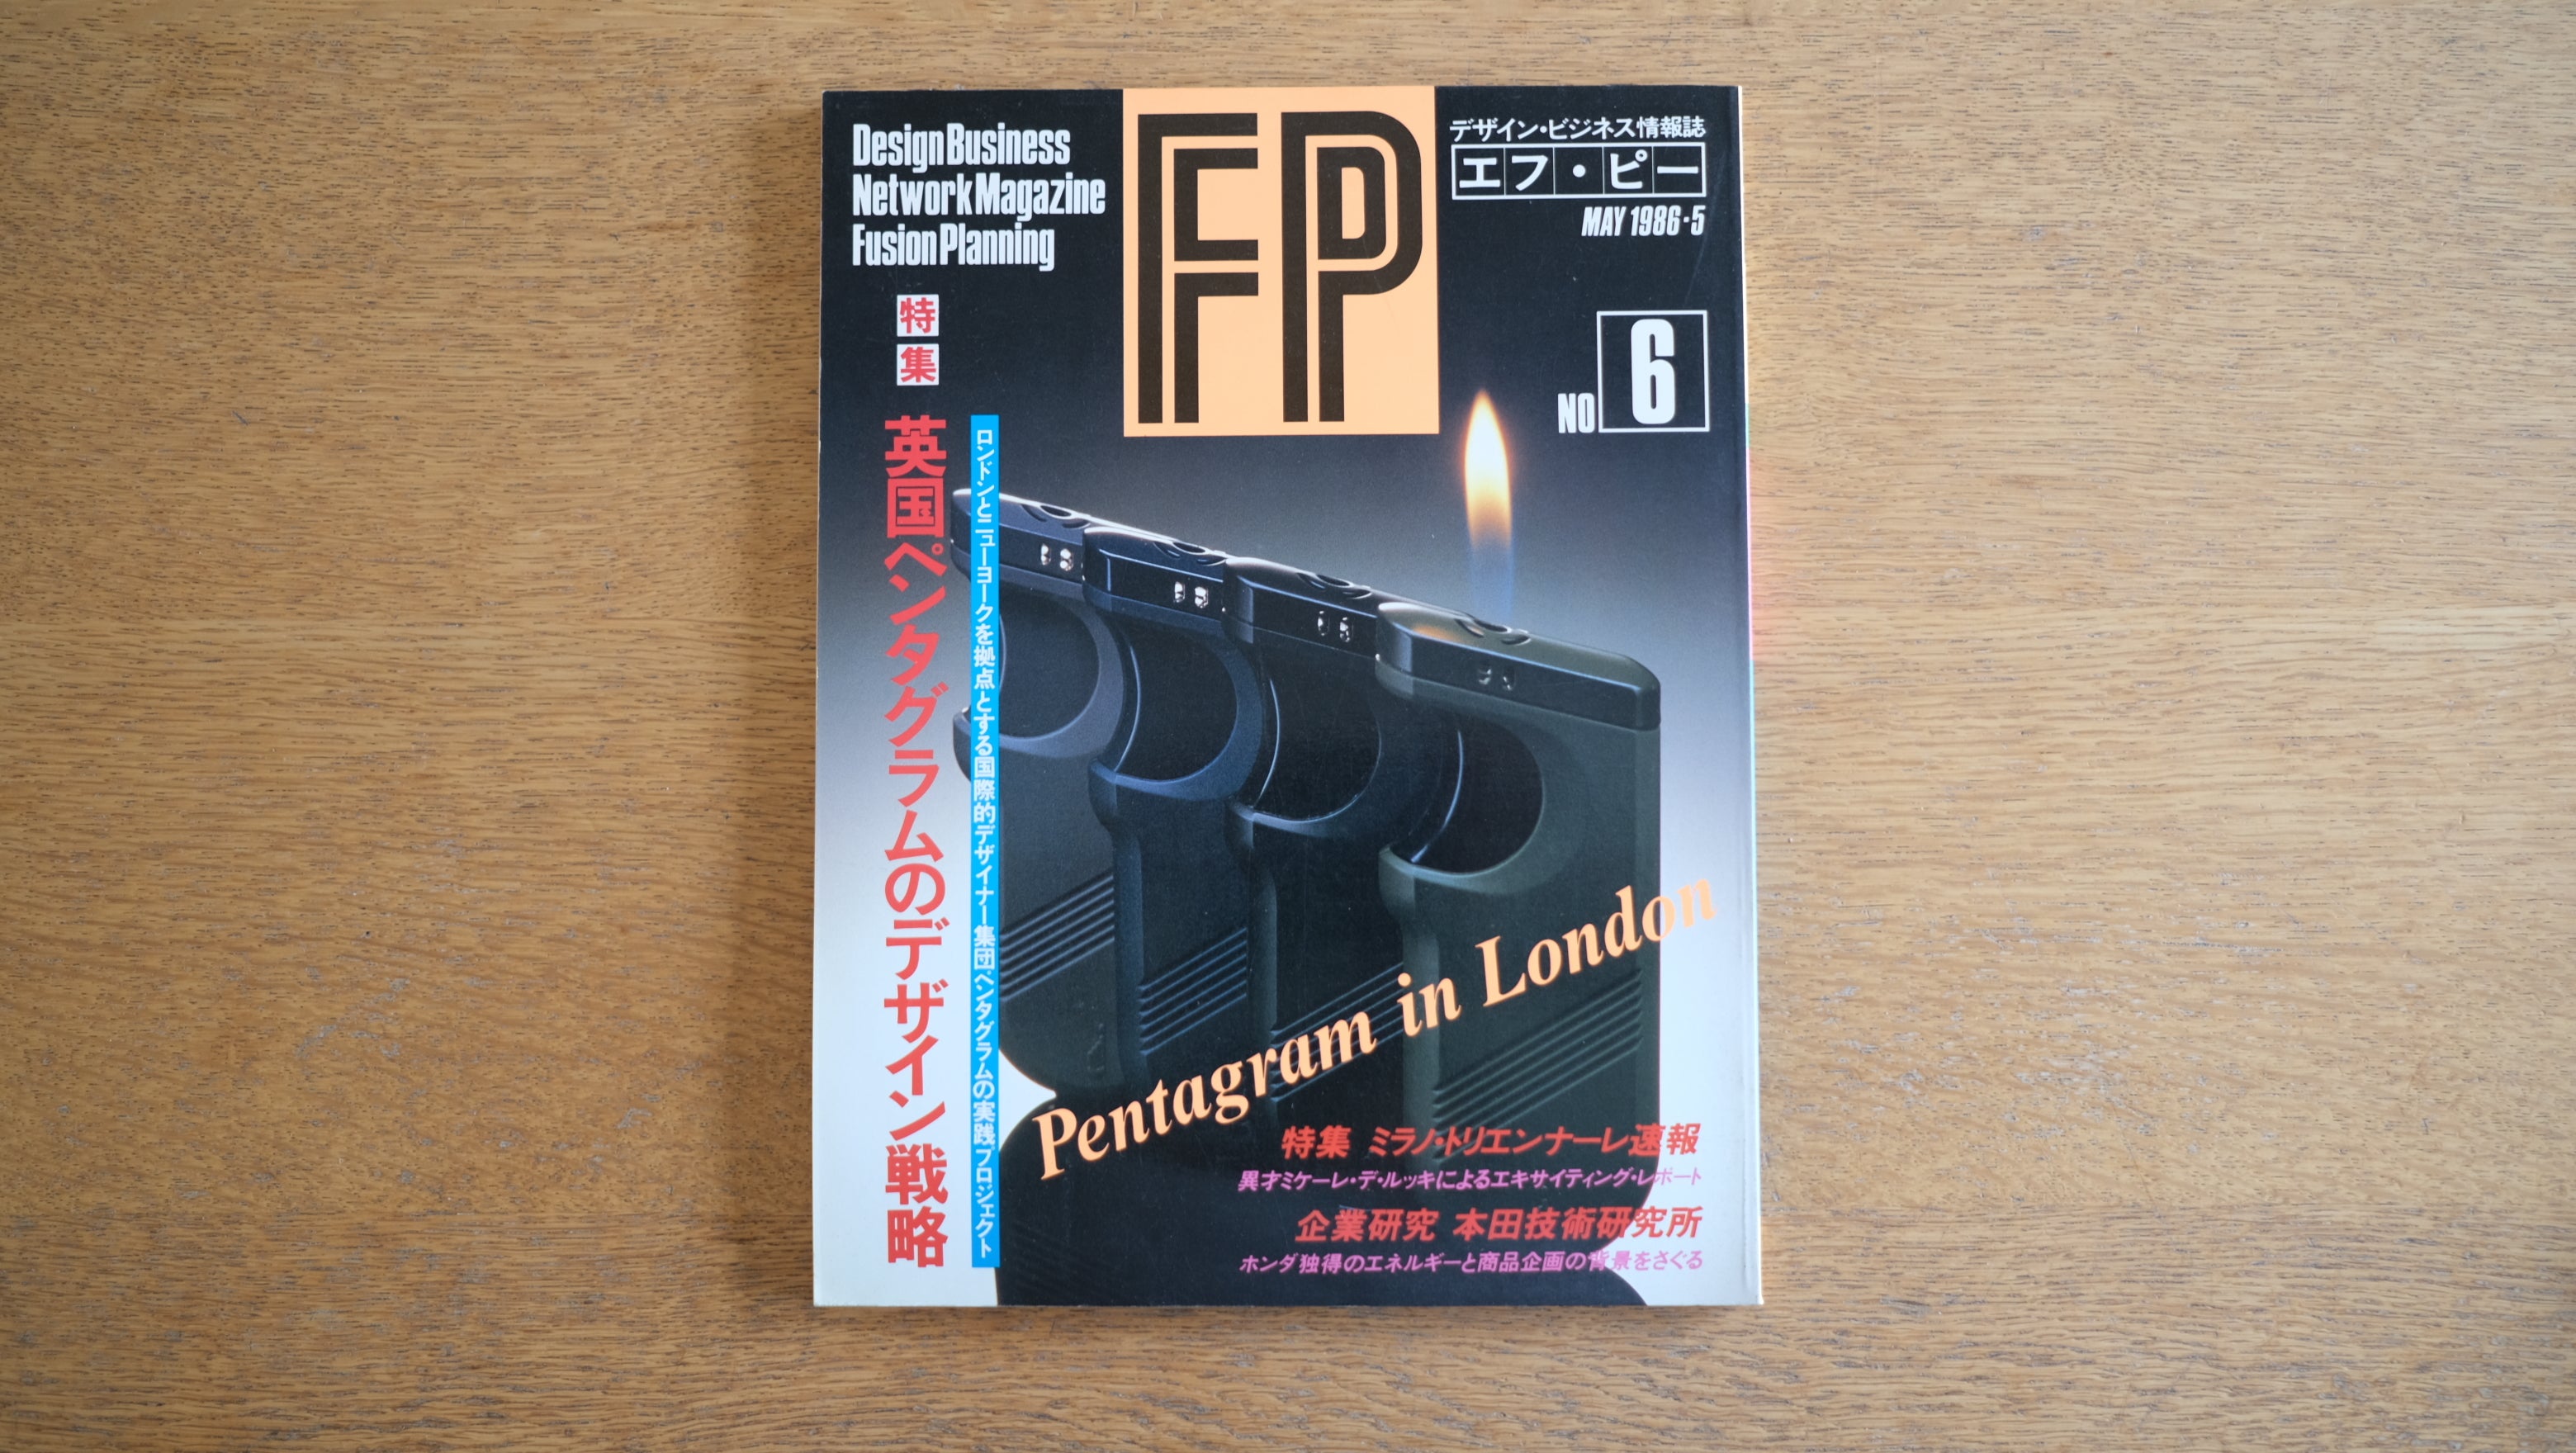 Design Business
Network Magazine
Fusion Planning
FP
デザイン・ビジネス情報誌
エフ・ピー
MAY 1986・5
NO 6
特集
英国ペンタグラムのデザイン戦略
ロンドンとニューヨークを拠点とする国際的デザイナー集団ペンタグラムの実践プロジェクト
Pentagram in London
特集 ミラノ・トリエンナーレ速報
異才ミケーレ・デ・ルッキによるエキサイティング・レポート
企業研究 本田技術研究所
ホンダ独得のエネルギーと商品企画の背景をさぐる